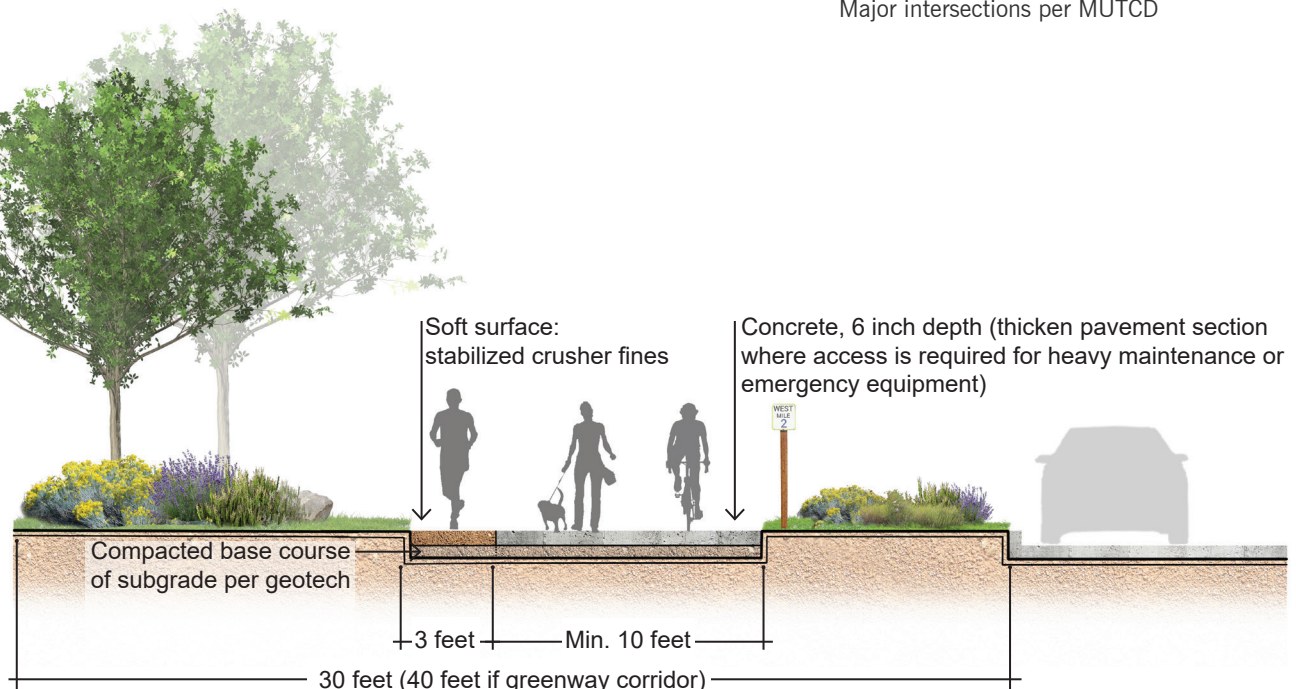 Major intersections per MUTCD
Soft surface:
stabilized crusher fines
Concrete, 6 inch depth (thicken pavement section
where access is required for heavy maintenance or
emergency equipment)
WEST
MILE
2
Compacted base course
of subgrade per geotech
3 feet
Min. 10 feet
30 feet (40 feet if greenway corridor)